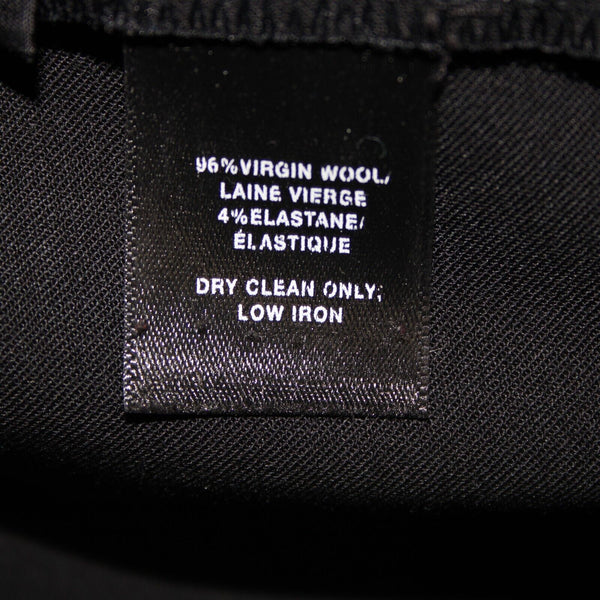 96% VIRGIN WOOL/
LAINE VIERGE
4% ELASTANE/
ÉLASTIQUE
DRY CLEAN ONLY;
LOW IRON